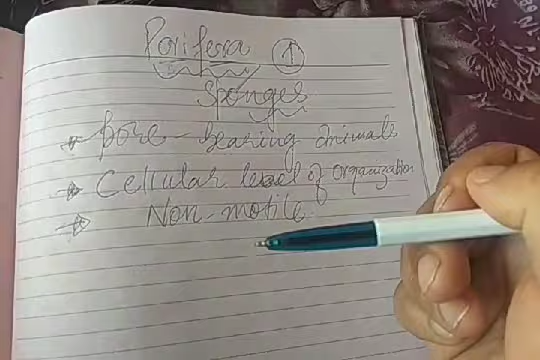 Porifera ①
Sponges
→ Pore - bearing animals
→ Cellular level of organization
→ Non-motile.